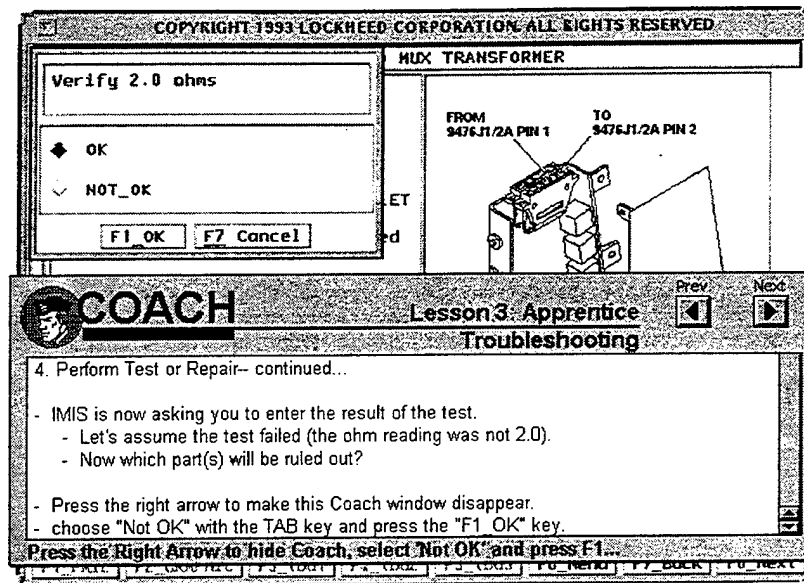 COPYRIGHT 1993 LOCKHEED CORPORATION. ALL RIGHTS RESERVED
MUX TRANSFORMER
Verify 2.0 ohms
OK
NOT_OK
F1_OK F7 Cancel
LET
ed
FROM
9476J1/2A PIN 1
TO
9476J1/2A PIN 2
COACH
Lesson 3: Apprentice
Troubleshooting
Prev
Next
4. Perform Test or Repair-- continued...
- IMIS is now asking you to enter the result of the test.
- Let's assume the test failed (the ohm reading was not 2.0).
- Now which part(s) will be ruled out?
- Press the right arrow to make this Coach window disappear.
- choose "Not OK" with the TAB key and press the "F1_OK" key.
Press the Right Arrow to hide Coach, select "Not OK" and press F1...